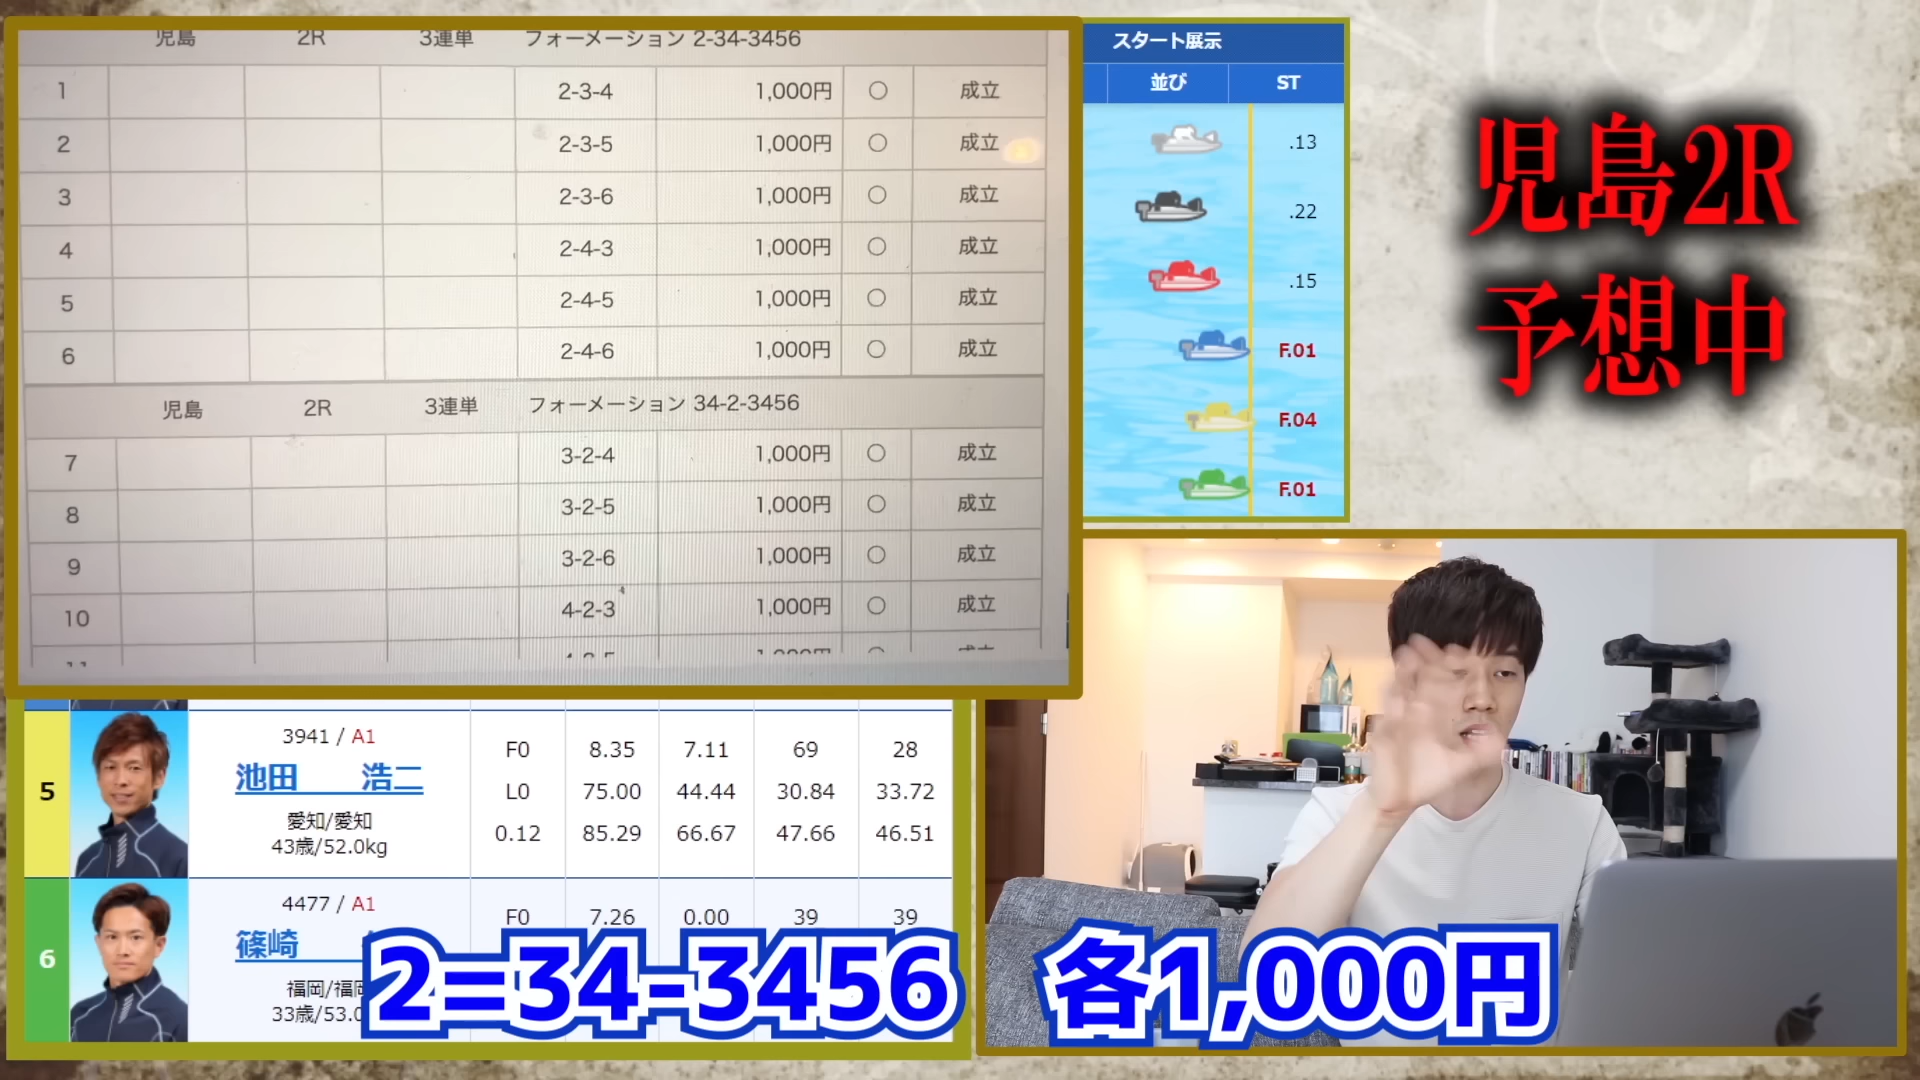 児島 2R 3連単 フォーメーション 2-34-3456
1 2-3-4 1,000円 ○ 成立
2 2-3-5 1,000円 ○ 成立
3 2-3-6 1,000円 ○ 成立
4 2-4-3 1,000円 ○ 成立
5 2-4-5 1,000円 ○ 成立
6 2-4-6 1,000円 ○ 成立
児島 2R 3連単 フォーメーション 34-2-3456
7 3-2-4 1,000円 ○ 成立
8 3-2-5 1,000円 ○ 成立
9 3-2-6 1,000円 ○ 成立
10 4-2-3 1,000円 ○ 成立
スタート展示
並び ST
.13
.22
.15
F.01
F.04
F.01
児島2R
予想中
5
3941 / A1
池田 浩二
愛知/愛知
43歳/52.0kg
F0 8.35 7.11 69 28
L0 75.00 44.44 30.84 33.72
0.12 85.29 66.67 47.66 46.51
6
4477 / A1
篠崎
福岡/福岡
33歳/53.0
F0 7.26 0.00 39 39
2=34-3456 各1,000円